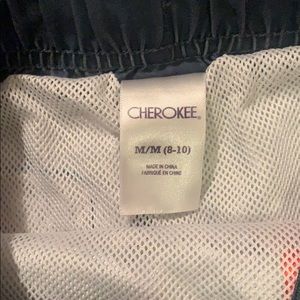 CHEROKEE
M/M (8-10)
MADE IN CHINA
FABRIQUÉ EN CHINE